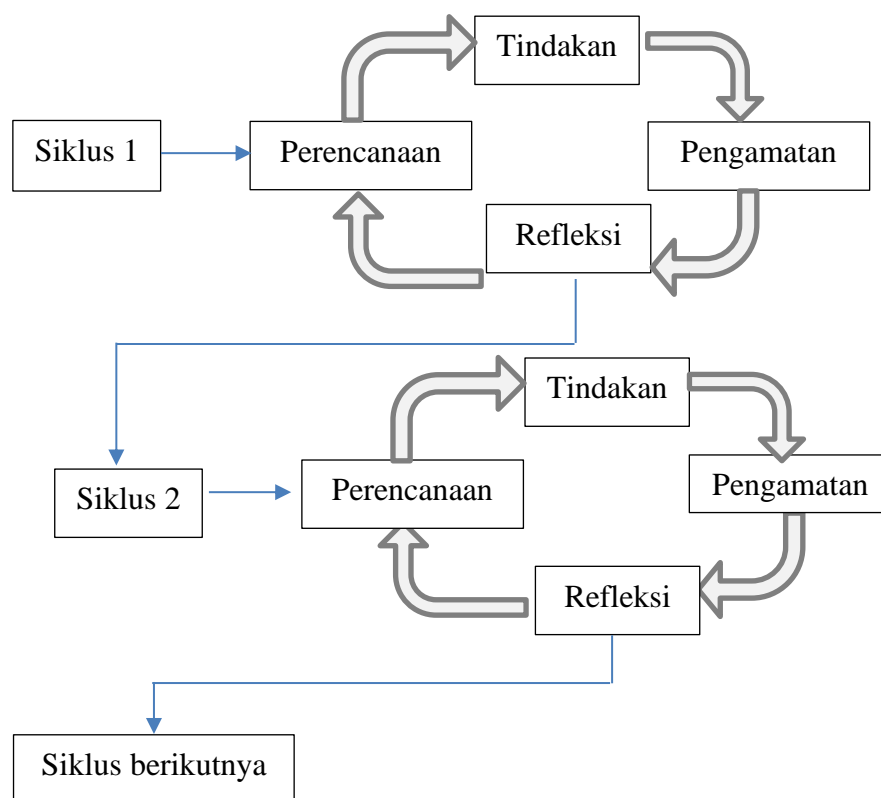 Tindakan
Siklus 1
Perencanaan
Pengamatan
Refleksi
Tindakan
Siklus 2
Perencanaan
Pengamatan
Refleksi
Siklus berikutnya